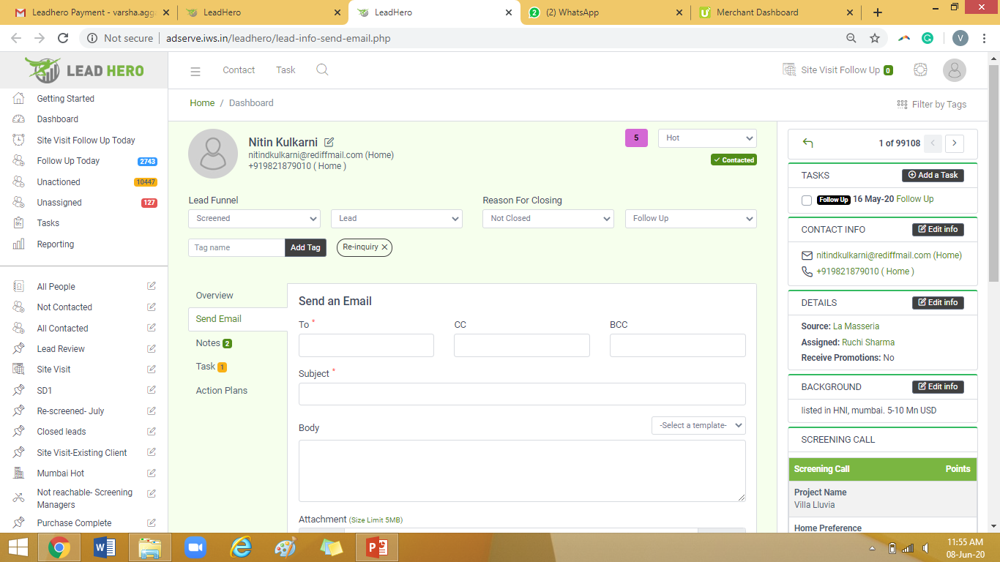 Leadhero Payment - varsha.agg
LeadHero
LeadHero
(2) WhatsApp
Merchant Dashboard
Not secure
adserve.iws.in/leadhero/lead-info-send-email.php
V
LEAD HERO
Contact
Task
Site Visit Follow Up 0
Home / Dashboard
Filter by Tags
Getting Started
Dashboard
Site Visit Follow Up Today
Follow Up Today 2743
Unactioned 10447
Unassigned 127
Tasks
Reporting
All People
Not Contacted
All Contacted
Lead Review
Site Visit
SD1
Re-screened- July
Closed leads
Site Visit-Existing Client
Mumbai Hot
Not reachable- Screening
Managers
Purchase Complete
Nitin Kulkarni
nitindkulkarni@rediffmail.com (Home)
+919821879010 ( Home )
5
Hot
Contacted
Lead Funnel
Screened
Lead
Reason For Closing
Not Closed
Follow Up
Tag name
Add Tag
Re-inquiry
Overview
Send Email
Notes 2
Task 1
Action Plans
Send an Email
To *
CC
BCC
Subject *
Body
-Select a template-
Attachment (Size Limit 5MB)
1 of 99108
TASKS
Add a Task
Follow Up 16 May-20 Follow Up
CONTACT INFO
Edit info
nitindkulkarni@rediffmail.com (Home)
+919821879010 ( Home )
DETAILS
Edit info
Source: La Masseria
Assigned: Ruchi Sharma
Receive Promotions: No
BACKGROUND
Edit info
listed in HNI, mumbai. 5-10 Mn USD
SCREENING CALL
Screening Call Points
Project Name
Villa Lluvia
Home Preference
11:55 AM
08-Jun-20